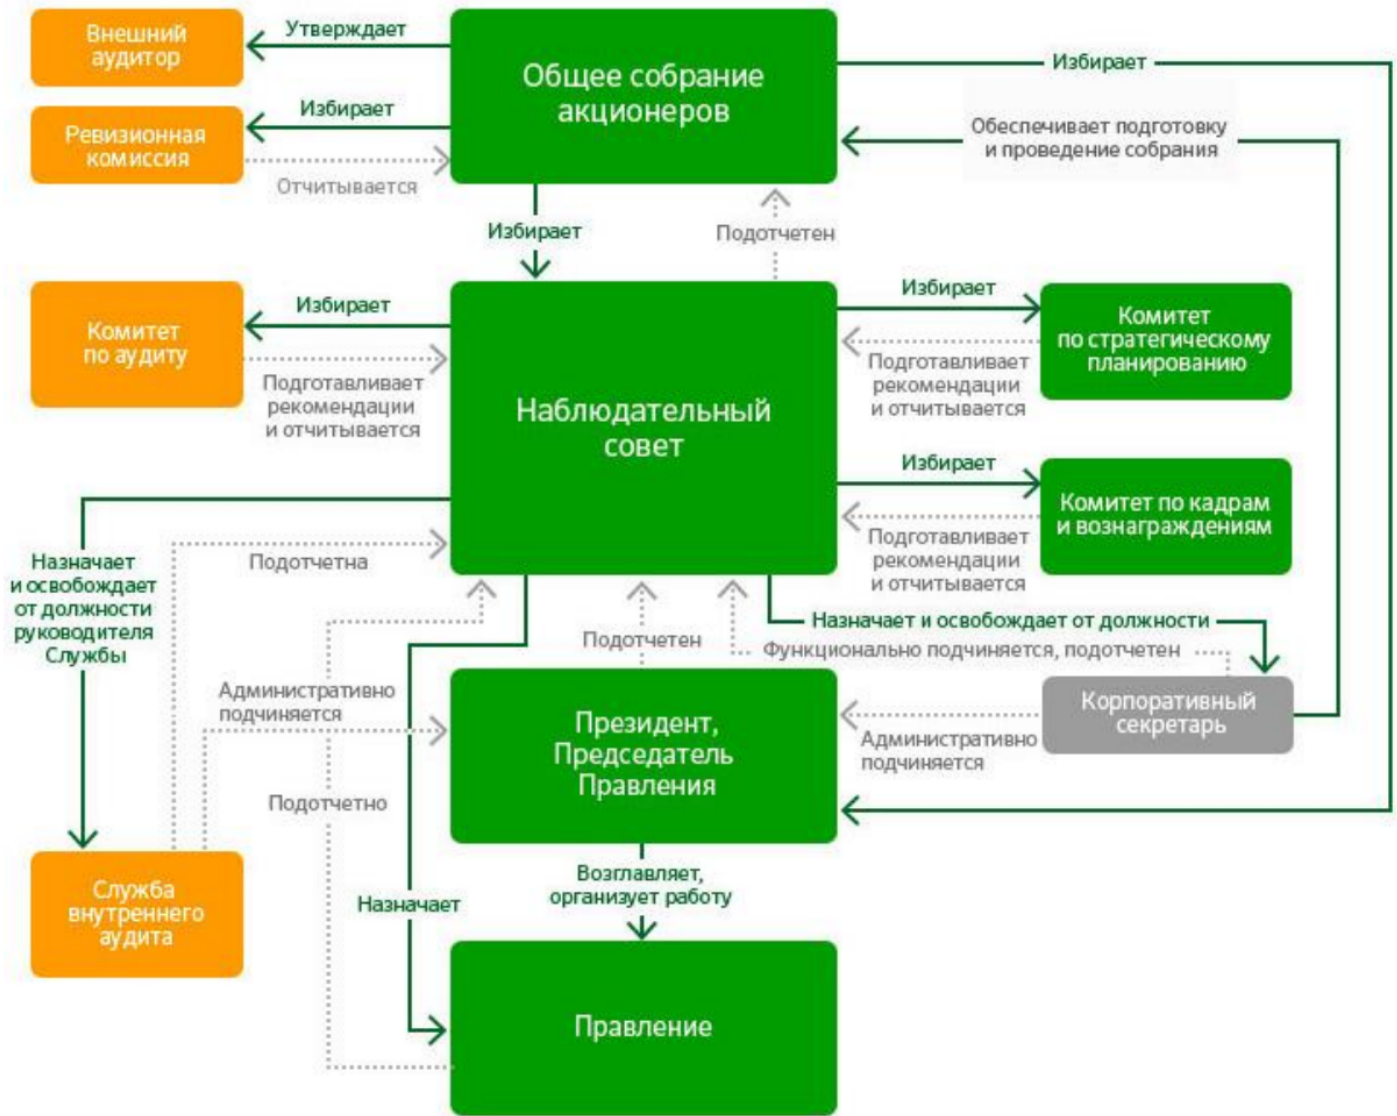 Внешний
аудитор
Утверждает
Общее собрание
акционеров
Избирает
Ревизионная
комиссия
Избирает
Отчитывается
Обеспечивает подготовку
и проведение собрания
Избирает
Подотчетен
Комитет
по аудиту
Избирает
Подготавливает
рекомендации
и отчитывается
Наблюдательный
совет
Избирает
Комитет
по стратегическому
планированию
Подготавливает
рекомендации
и отчитывается
Избирает
Комитет по кадрам
и вознаграждениям
Подготавливает
рекомендации
и отчитывается
Назначает
и освобождает
от должности
руководителя
Службы
Подотчетна
Подотчетен
Назначает и освобождает от должности
Функционально подчиняется, подотчетен
Административно
подчиняется
Президент,
Председатель
Правления
Корпоративный
секретарь
Административно
подчиняется
Подотчетно
Служба
внутреннего
аудита
Назначает
Возглавляет,
организует работу
Правление